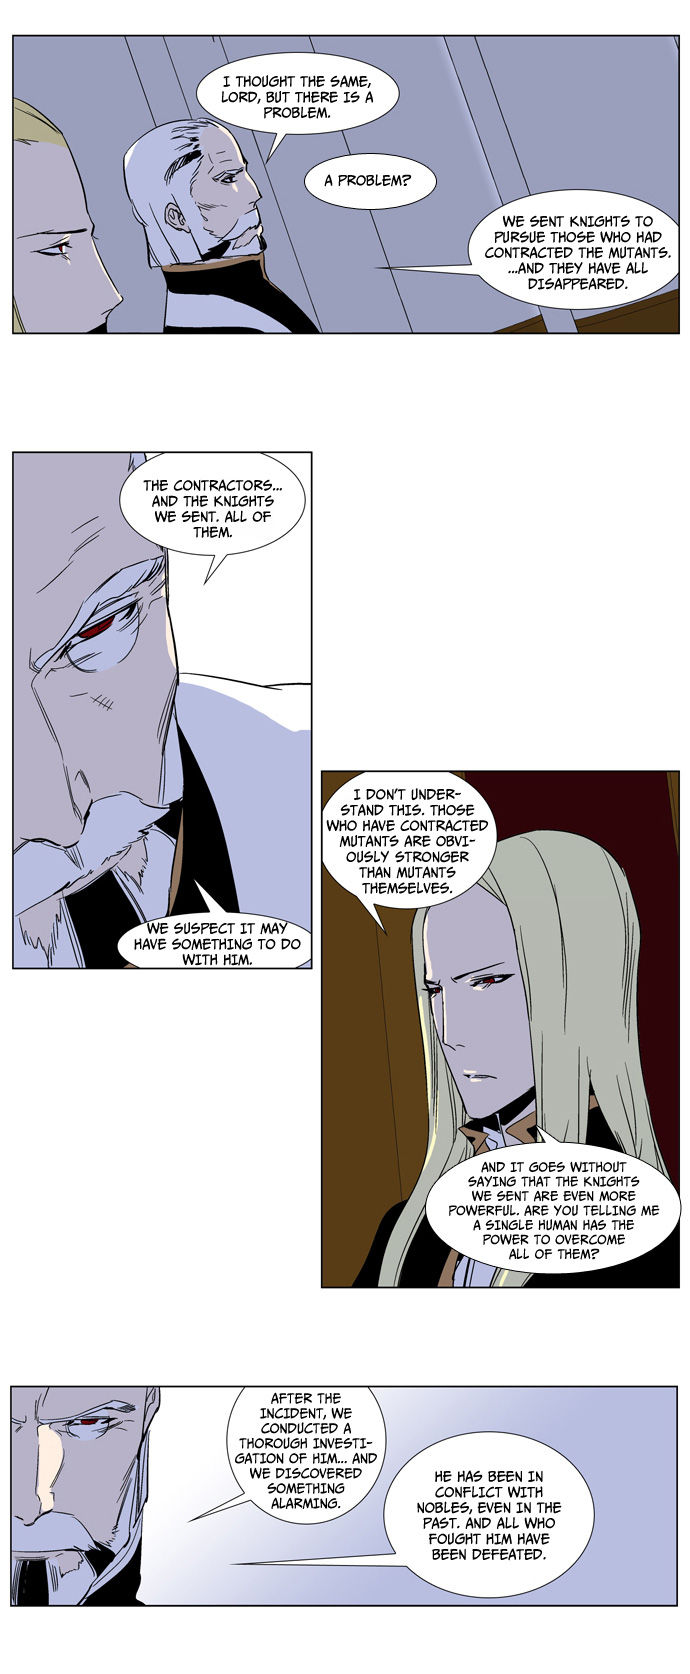 I THOUGHT THE SAME,
LORD, BUT THERE IS A
PROBLEM.
A PROBLEM?
WE SENT KNIGHTS TO
PURSUE THOSE WHO HAD
CONTRACTED THE MUTANTS.
...AND THEY HAVE ALL
DISAPPEARED.
THE CONTRACTORS...
AND THE KNIGHTS
WE SENT. ALL OF
THEM.
WE SUSPECT IT MAY
HAVE SOMETHING TO DO
WITH HIM.
I DON'T UNDER-
STAND THIS. THOSE
WHO HAVE CONTRACTED
MUTANTS ARE OBVI-
OUSLY STRONGER
THAN MUTANTS
THEMSELVES.
AND IT GOES WITHOUT
SAYING THAT THE KNIGHTS
WE SENT ARE EVEN MORE
POWERFUL. ARE YOU TELLING ME
A SINGLE HUMAN HAS THE
POWER TO OVERCOME
ALL OF THEM?
AFTER THE
INCIDENT, WE
CONDUCTED A
THOROUGH INVESTI-
GATION OF HIM... AND
WE DISCOVERED
SOMETHING
ALARMING.
HE HAS BEEN IN
CONFLICT WITH
NOBLES, EVEN IN THE
PAST. AND ALL WHO
FOUGHT HIM HAVE
BEEN DEFEATED.